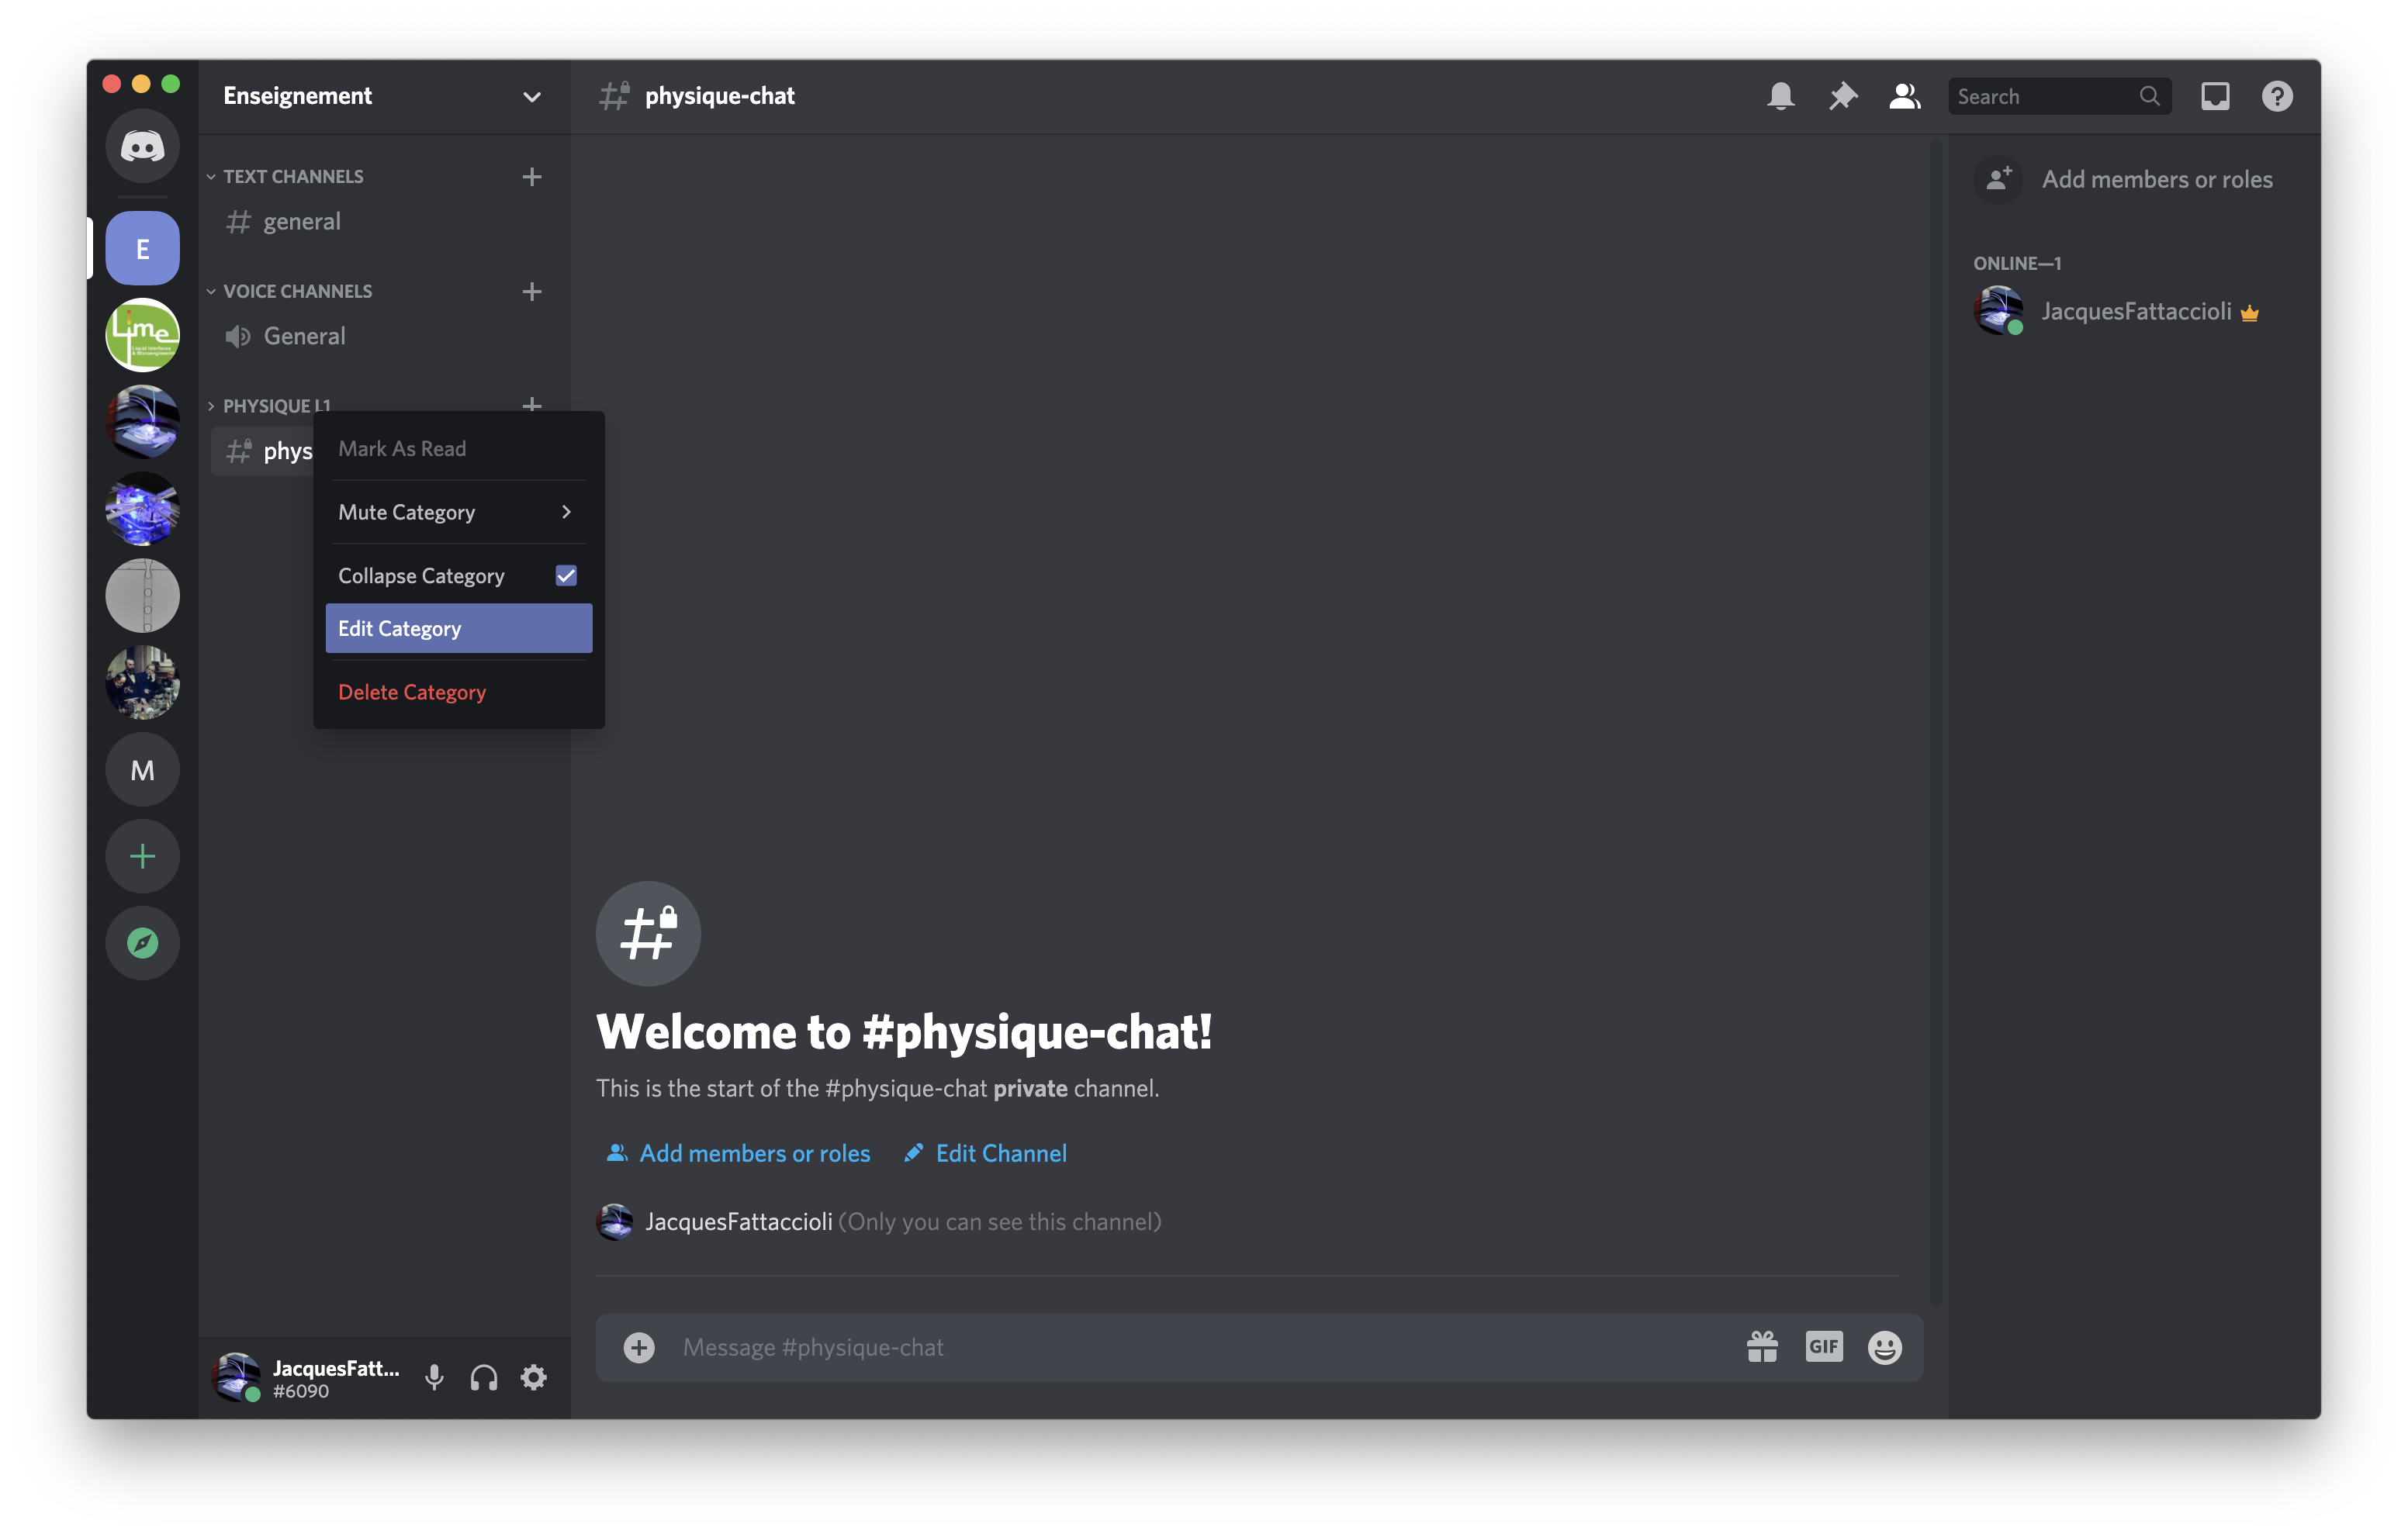 Enseignement
physique-chat
Search
TEXT CHANNELS
general
VOICE CHANNELS
General
PHYSIQUE L1
phys
Mark As Read
Mute Category
Collapse Category
Edit Category
Delete Category
E
Lime
M
Add members or roles
ONLINE—1
JacquesFattaccioli
Welcome to #physique-chat!
This is the start of the #physique-chat private channel.
Add members or roles
Edit Channel
JacquesFattaccioli (Only you can see this channel)
Message #physique-chat
GIF
JacquesFatt...
#6090